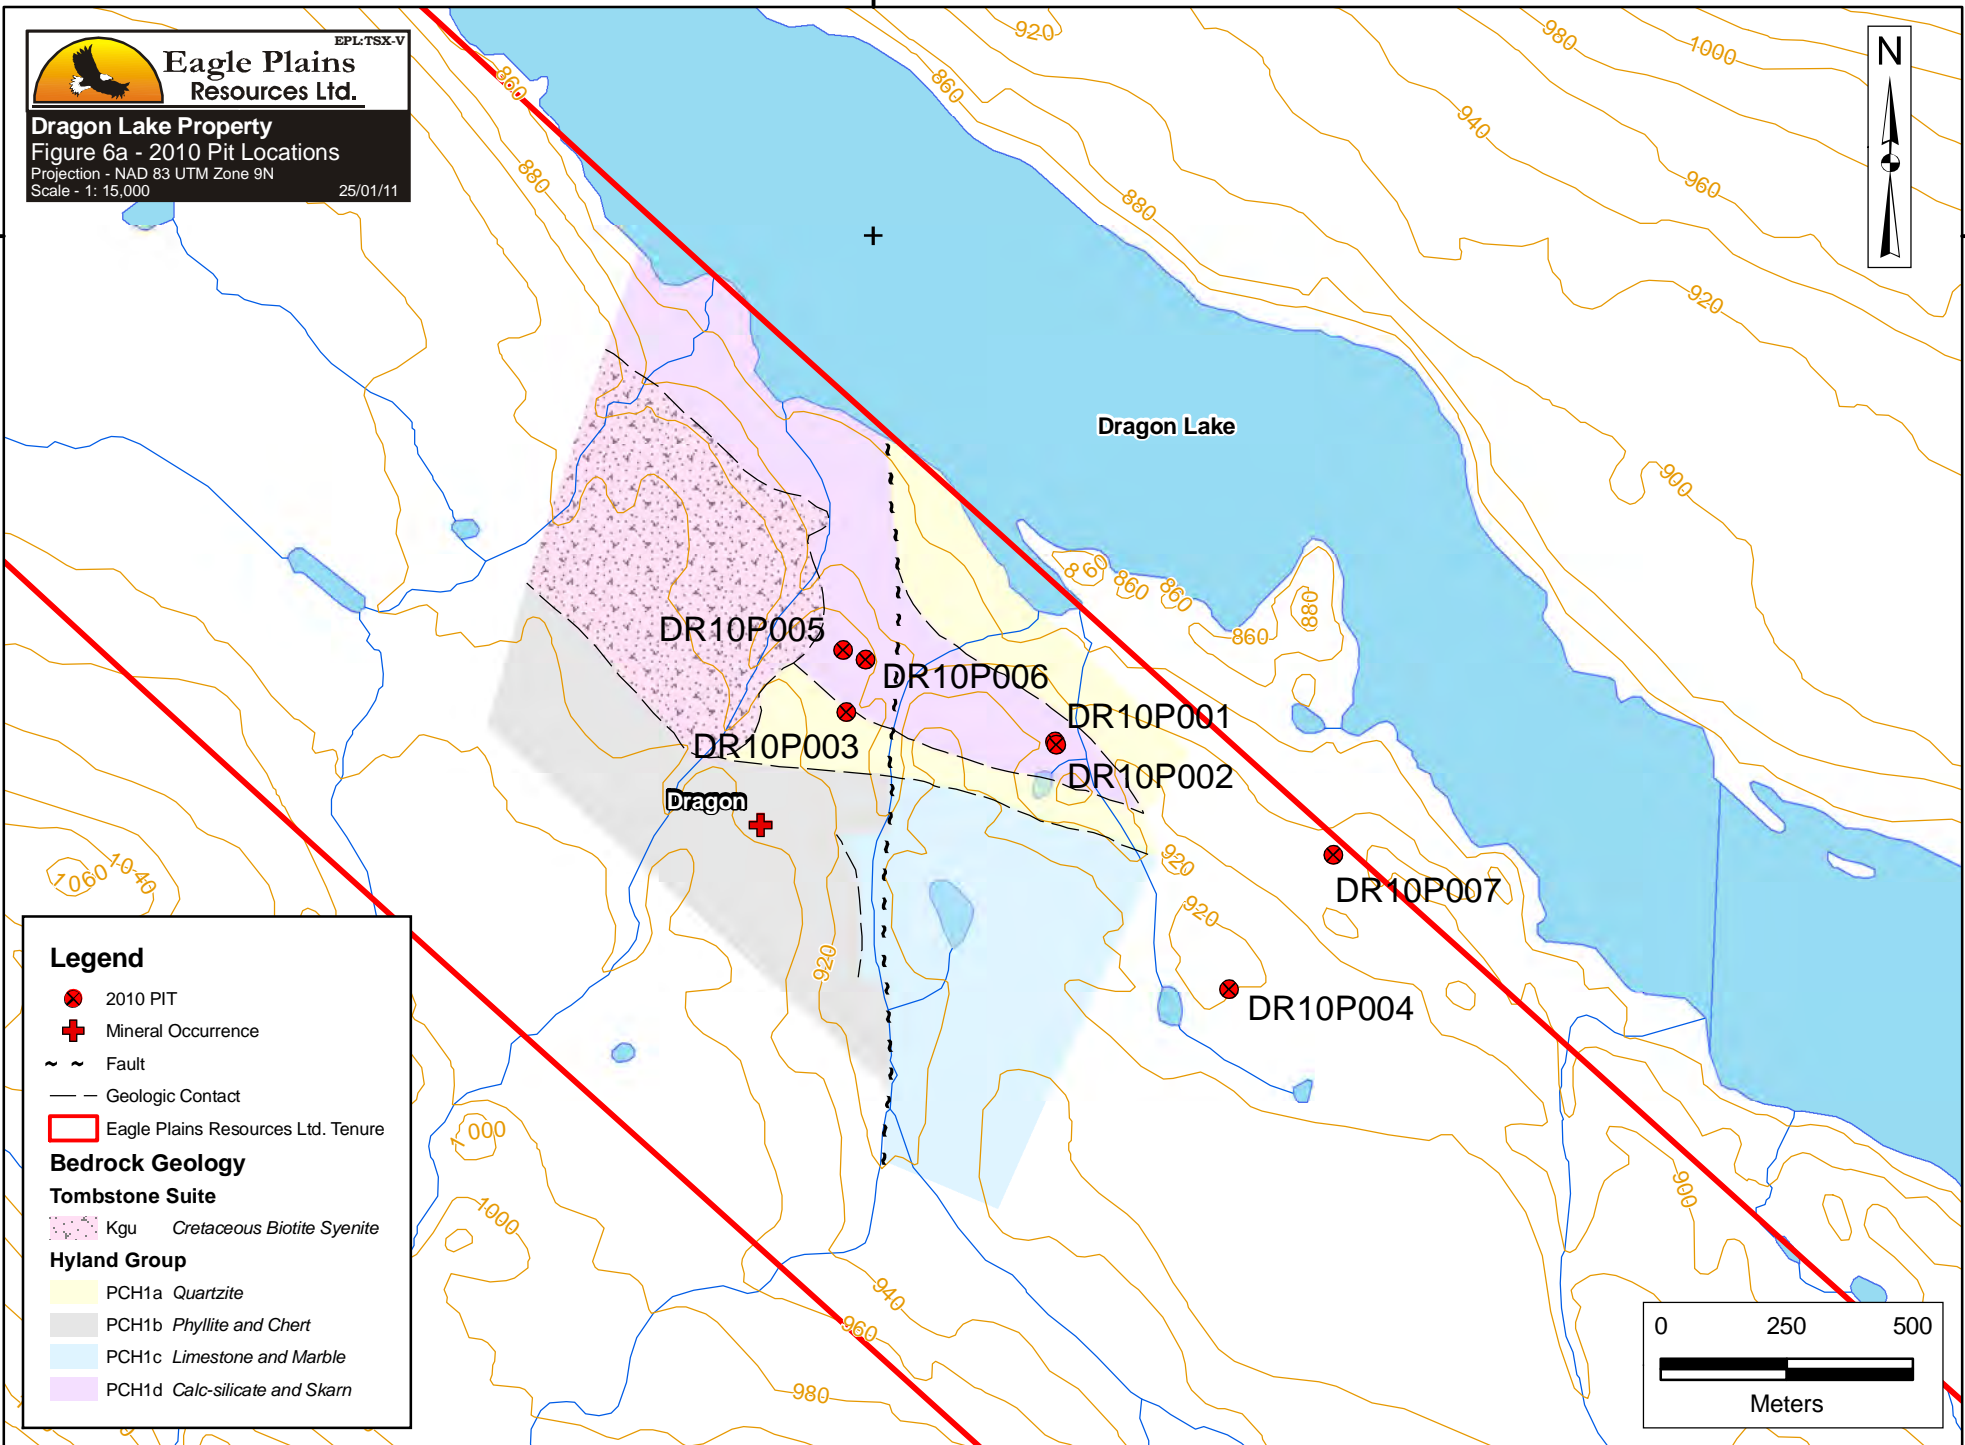 EPL:TSX-V
Eagle Plains
Resources Ltd.
Dragon Lake Property
Figure 6a - 2010 Pit Locations
Projection - NAD 83 UTM Zone 9N
Scale - 1: 15,000 25/01/11
N
920
980
1000
860
860
940
880
880
960
920
Dragon Lake
900
860
860
860
880
860
DR10P005
DR10P006
DR10P001
DR10P003
DR10P002
Dragon
920
1060
1040
DR10P007
920
920
DR10P004
1 000
900
1000
940
960
980
Legend
2010 PIT
Mineral Occurrence
Fault
Geologic Contact
Eagle Plains Resources Ltd. Tenure
Bedrock Geology
Tombstone Suite
Kgu Cretaceous Biotite Syenite
Hyland Group
PCH1a Quartzite
PCH1b Phyllite and Chert
PCH1c Limestone and Marble
PCH1d Calc-silicate and Skarn
0 250 500
Meters